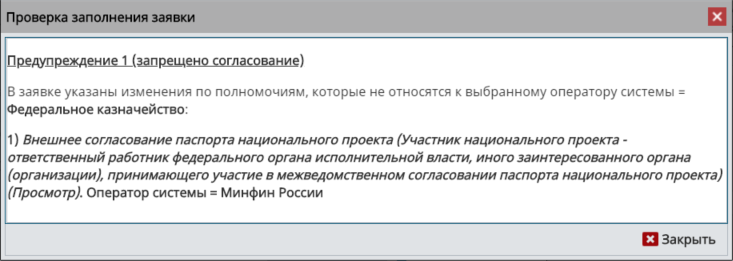 Проверка заполнения заявки
Предупреждение 1 (запрещено согласование)
В заявке указаны изменения по полномочиям, которые не относятся к выбранному оператору системы =
Федеральное казначейство:
1) Внешнее согласование паспорта национального проекта (Участник национального проекта -
ответственный работник федерального органа исполнительной власти, иного заинтересованного органа
(организации), принимающего участие в межведомственном согласовании паспорта национального проекта)
(Просмотр). Оператор системы = Минфин России
Закрыть